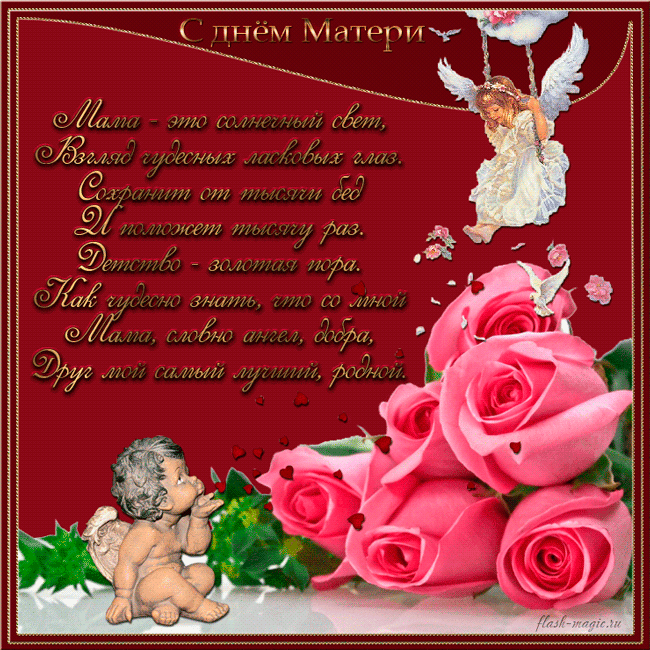 С днём Матери
Мама - это солнечный свет,
Взгляд чудесных ласковых глаз.
Сохранит от тысячи бед
И поможет тысячу раз.
Детство - золотая пора.
Как чудесно знать, что со мной
Мама, словно ангел, добра,
Друг мой самый лучший, родной.
flash-magic.ru